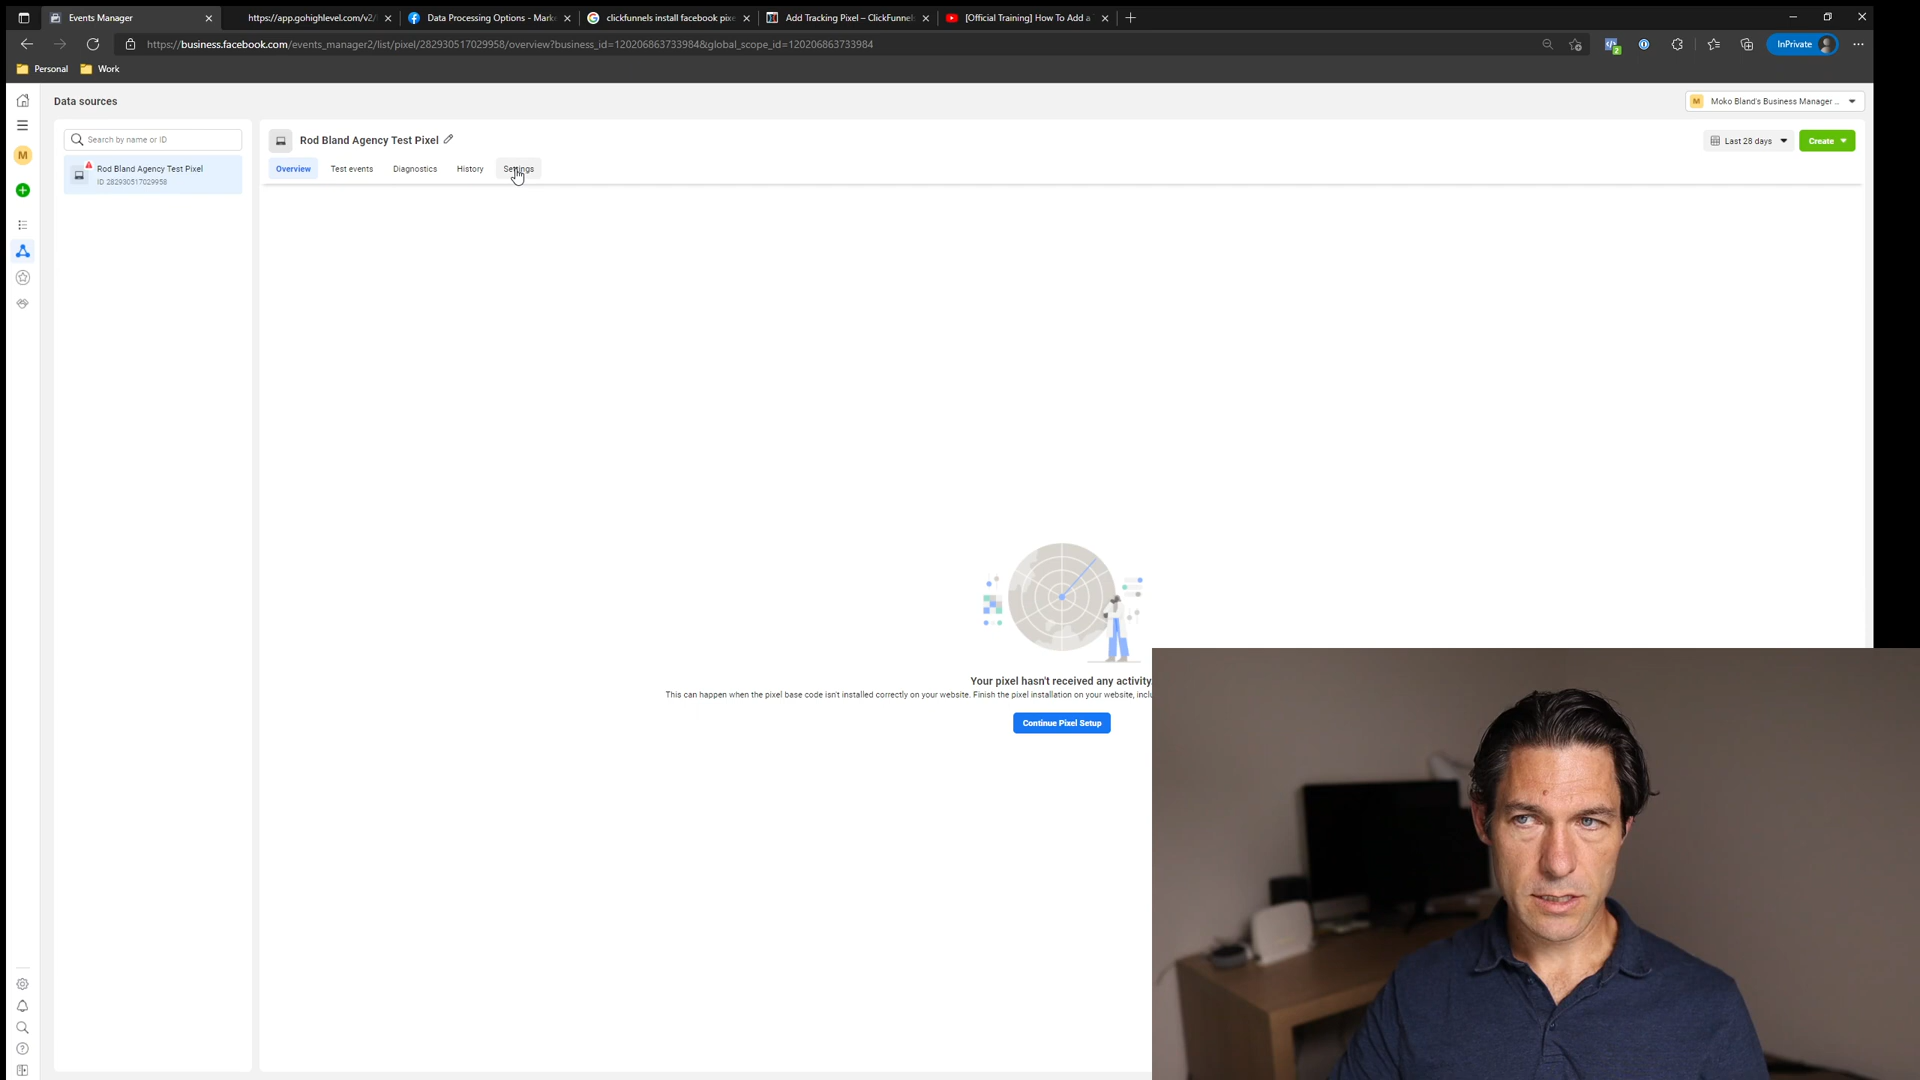 Events Manager
https://app.gohighlevel.com/v2/
Data Processing Options - Marke
clickfunnels install facebook pixe
Add Tracking Pixel – ClickFunnel
[Official Training] How To Add a
https://business.facebook.com/events_manager2/list/pixel/282930517029958/overview?business_id=120206863733984&global_scope_id=120206863733984
2
InPrivate
Personal
Work
Data sources
M
Moko Bland's Business Manager ...
Search by name or ID
Rod Bland Agency Test Pixel
Last 28 days
Create
M
Rod Bland Agency Test Pixel
ID 282930517029958
Overview
Test events
Diagnostics
History
Settings
Your pixel hasn't received any activity
This can happen when the pixel base code isn't installed correctly on your website. Finish the pixel installation on your website, inclu
Continue Pixel Setup